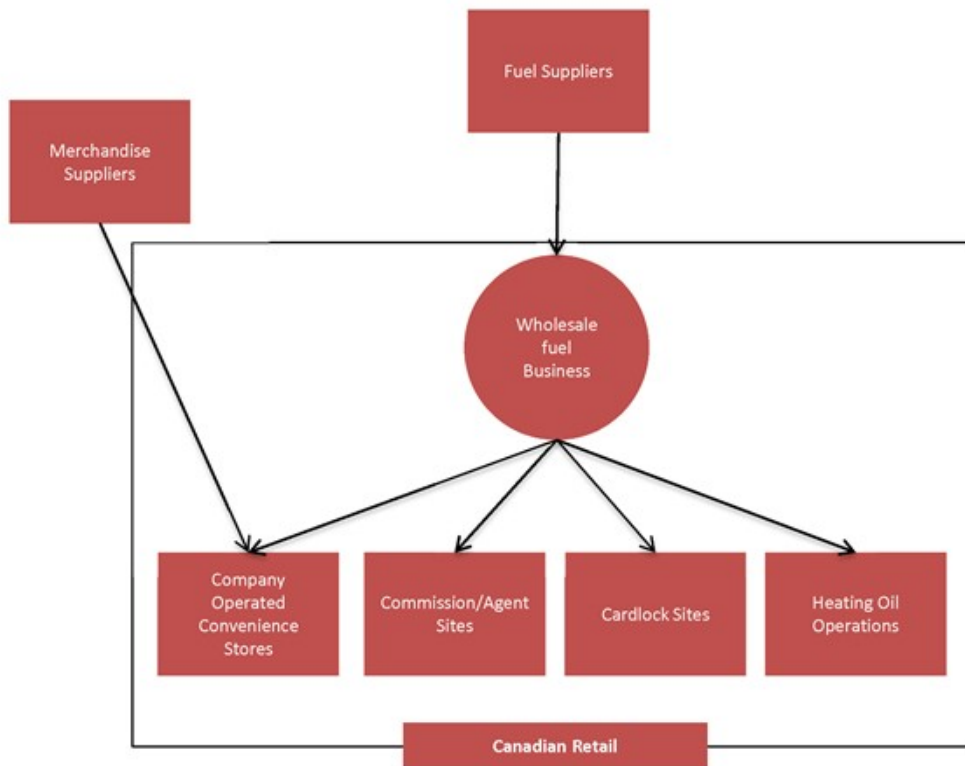 Fuel Suppliers
Merchandise
Suppliers
Wholesale
fuel
Business
Company
Operated
Convenience
Stores
Commission/Agent
Sites
Cardlock Sites
Heating Oil
Operations
Canadian Retail